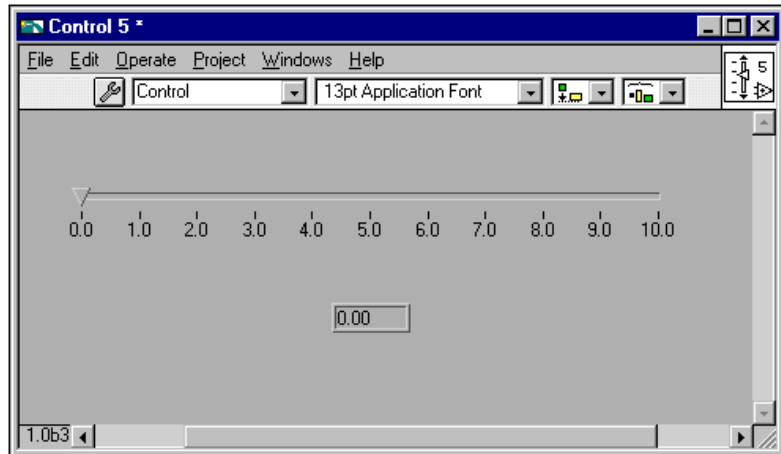 Control 5 *
File Edit Operate Project Windows Help
Control 13pt Application Font 5
0.0 1.0 2.0 3.0 4.0 5.0 6.0 7.0 8.0 9.0 10.0
0.00
1.0b3